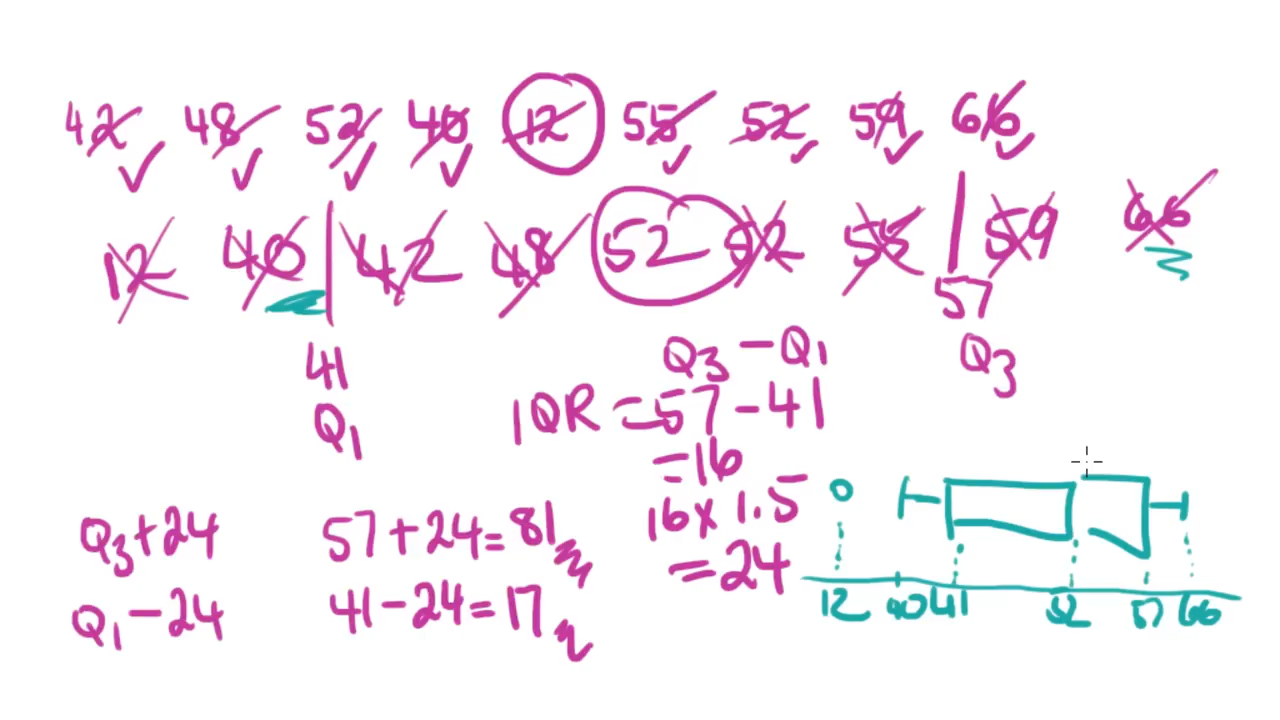 42 48 52 40 12 55 52 59 66
12 40 42 48 52 52 55 59 66
57
41
Q1
Q3 - Q1
Q3
IQR = 57 - 41
= 16
16 x 1.5
= 24
Q3 + 24 57 + 24 = 81
Q1 - 24 41 - 24 = 17
12 40 41 52 57 66